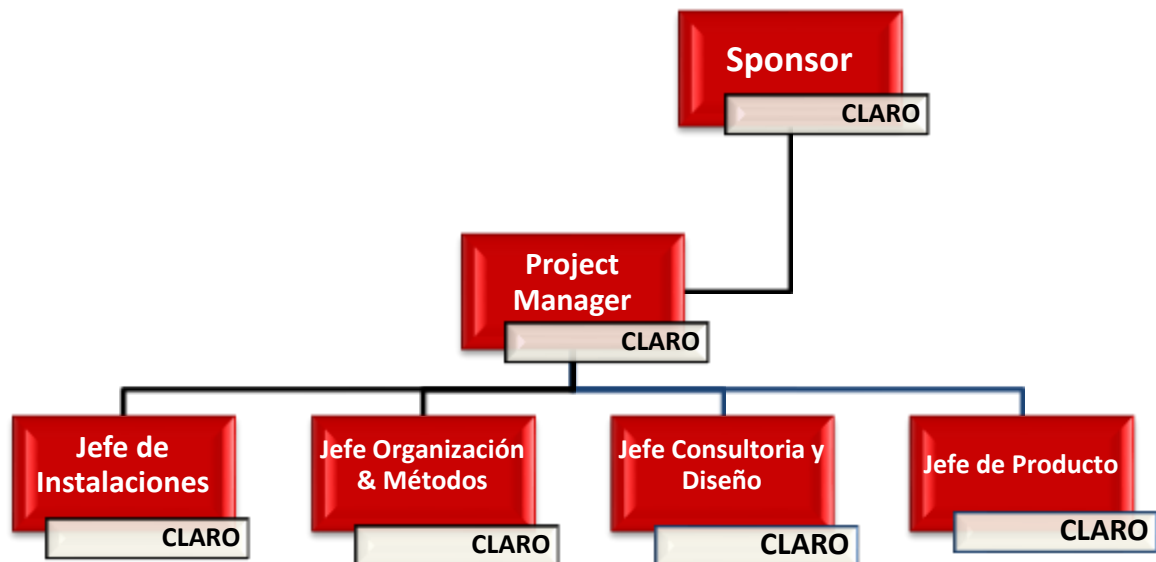 Sponsor
CLARO
Project
Manager
CLARO
Jefe de
Instalaciones
CLARO
Jefe Organización
& Métodos
CLARO
Jefe Consultoria y
Diseño
CLARO
Jefe de Producto
CLARO